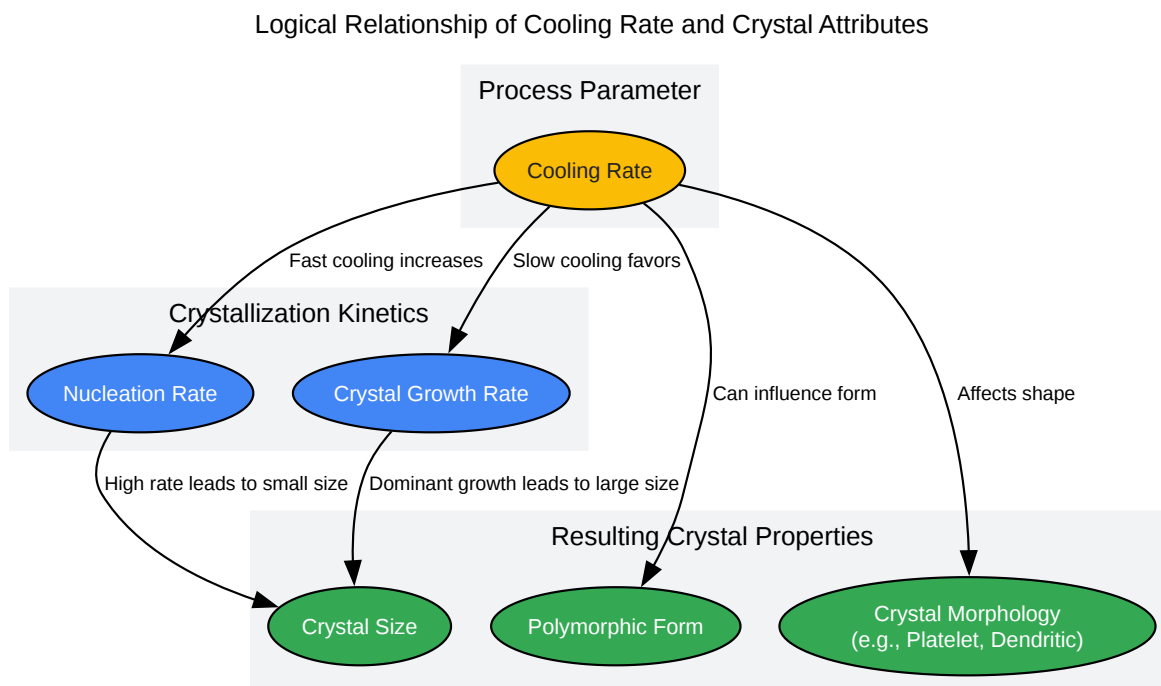 Logical Relationship of Cooling Rate and Crystal Attributes
Process Parameter
Cooling Rate
Fast cooling increases
Slow cooling favors
Crystallization Kinetics
Nucleation Rate
Crystal Growth Rate
Can influence form
Affects shape
High rate leads to small size
Dominant growth leads to large size
Resulting Crystal Properties
Crystal Size
Polymorphic Form
Crystal Morphology
(e.g., Platelet, Dendritic)